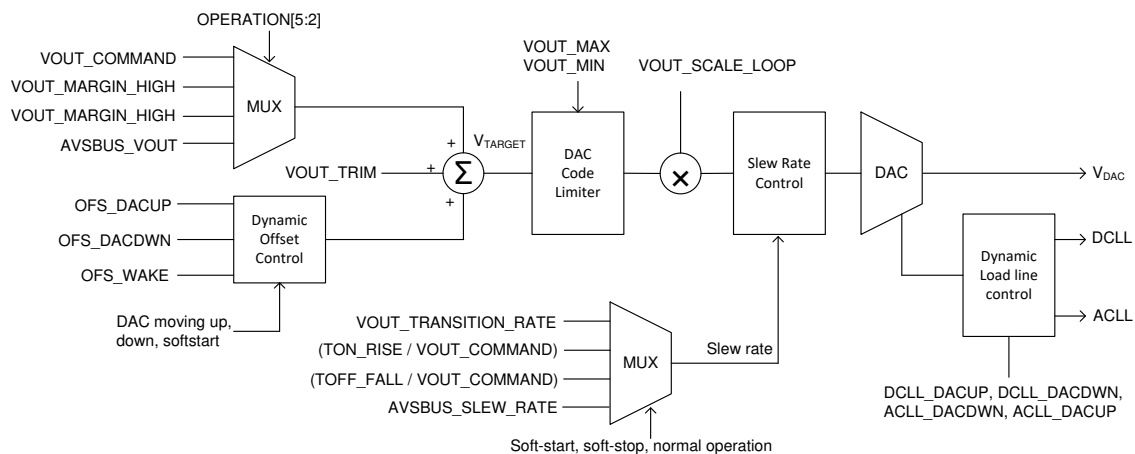 OPERATION[5:2]
VOUT_COMMAND
VOUT_MARGIN_HIGH
VOUT_MARGIN_HIGH
AVSBUS_VOUT
MUX
VOUT_TRIM
+
+
+
Σ
V_TARGET
VOUT_MAX
VOUT_MIN
DAC
Code
Limiter
VOUT_SCALE_LOOP
×
Slew Rate
Control
DAC
V_DAC
OFS_DACUP
OFS_DACDWN
OFS_WAKE
Dynamic
Offset
Control
DAC moving up,
down, softstart
Dynamic
Load line
control
DCLL
ACLL
VOUT_TRANSITION_RATE
(TON_RISE / VOUT_COMMAND)
(TOFF_FALL / VOUT_COMMAND)
AVSBUS_SLEW_RATE
MUX
Slew rate
Soft-start, soft-stop, normal operation
DCLL_DACUP, DCLL_DACDWN,
ACLL_DACDWN, ACLL_DACUP